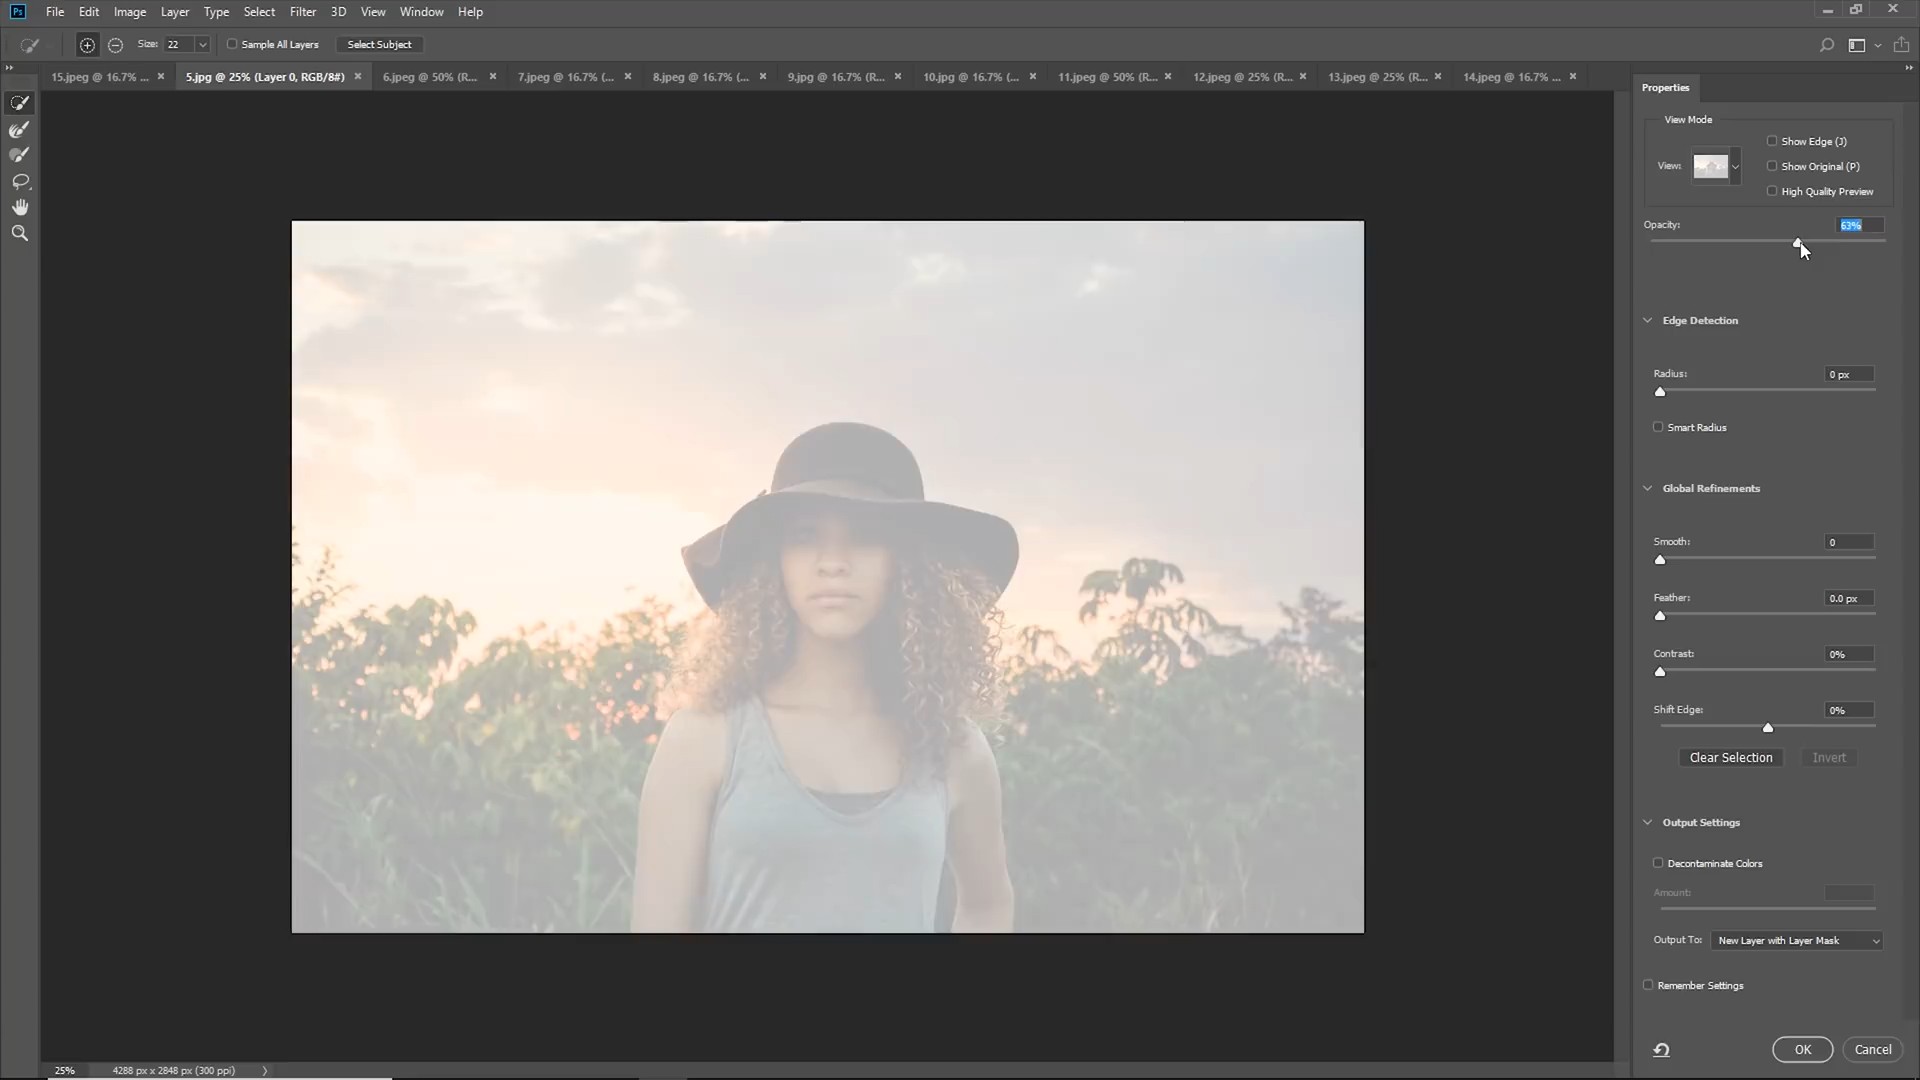 Ps File Edit Image Layer Type Select Filter 3D View Window Help
Size: 22 Sample All Layers Select Subject
15.jpeg @ 16.7% ... × 5.jpg @ 25% (Layer 0, RGB/8#) × 6.jpeg @ 50% (R... × 7.jpeg @ 16.7% (... × 8.jpeg @ 16.7% (... × 9.jpg @ 16.7% (R... × 10.jpg @ 16.7% (... × 11.jpeg @ 50% (R... × 12.jpeg @ 25% (R... × 13.jpeg @ 25% (R... × 14.jpeg @ 16.7% ... ×
Properties
View Mode
Show Edge (J)
View: Show Original (P)
High Quality Preview
Opacity: 63%
Edge Detection
Radius: 0 px
Smart Radius
Global Refinements
Smooth: 0
Feather: 0.0 px
Contrast: 0%
Shift Edge: 0%
Clear Selection Invert
Output Settings
Decontaminate Colors
Amount:
Output To: New Layer with Layer Mask
Remember Settings
OK Cancel
25% 4288 px x 2848 px (300 ppi)